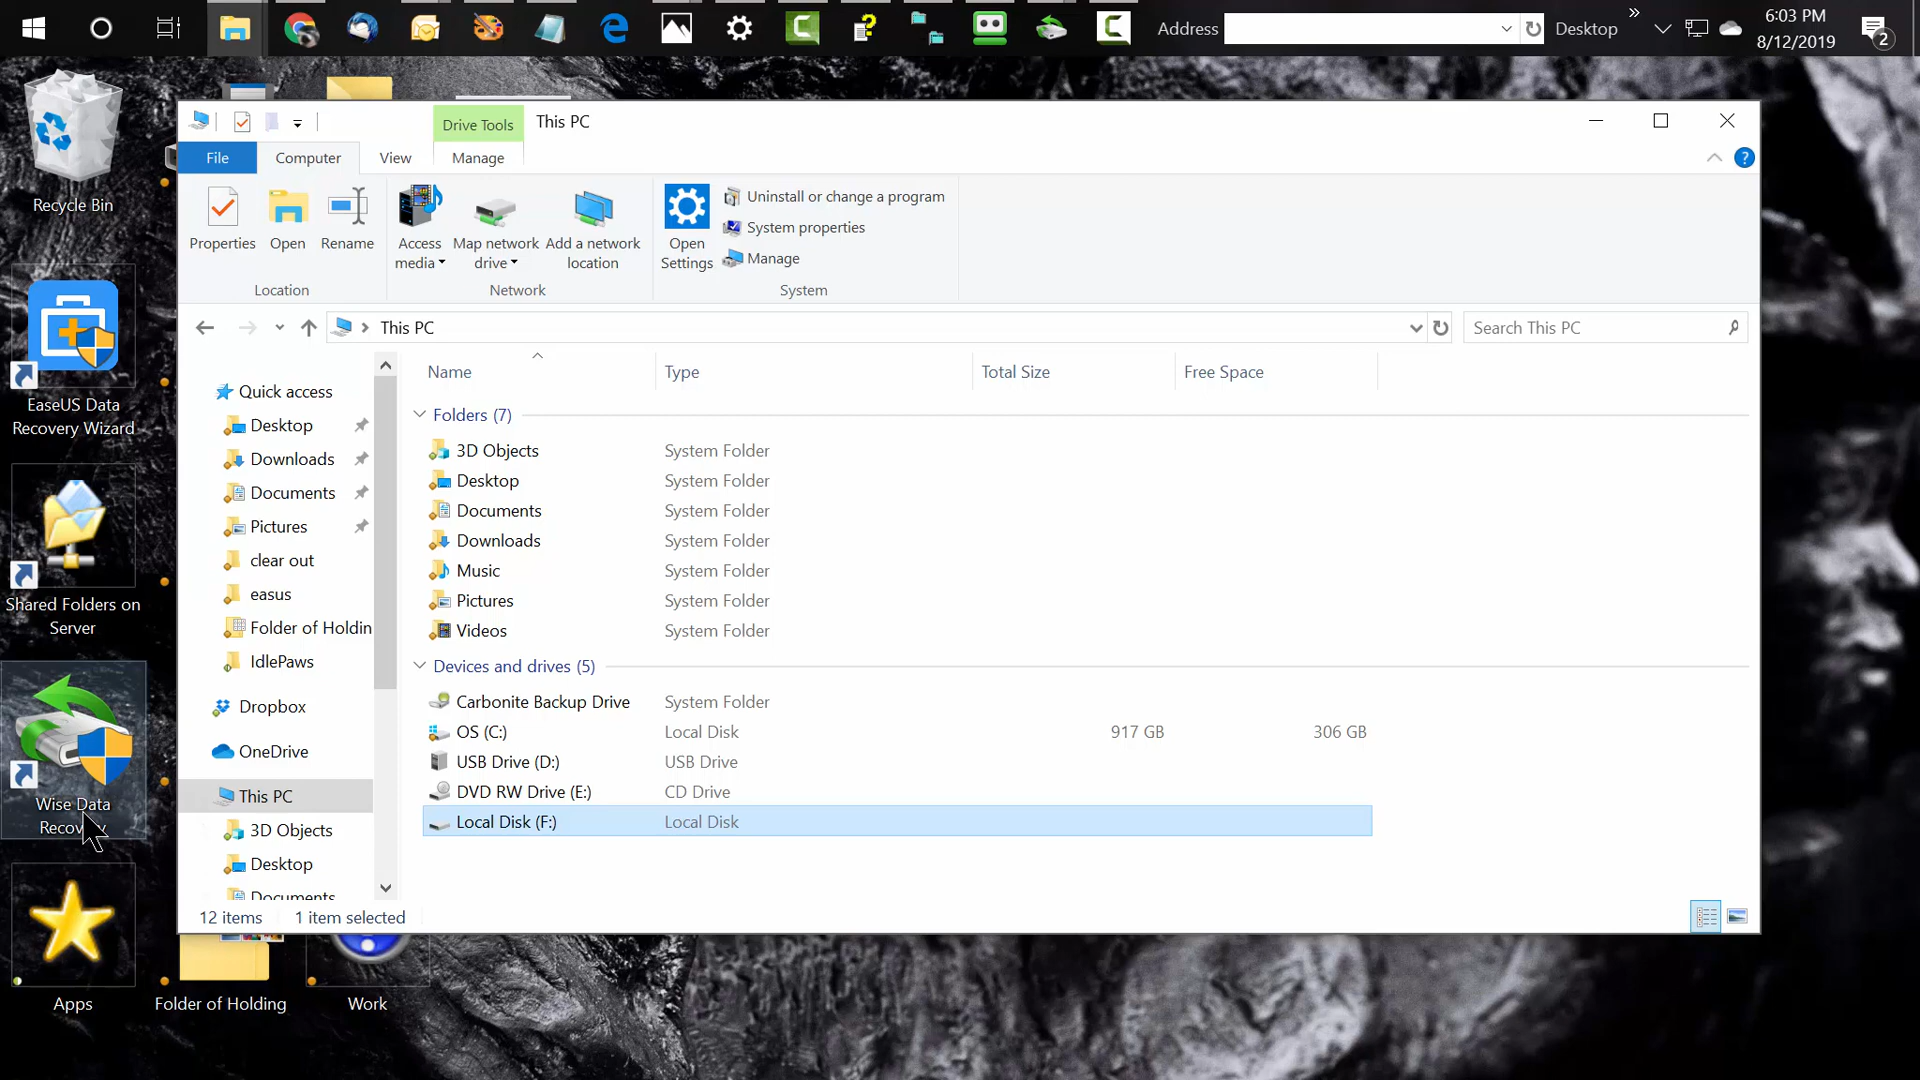 Address
Desktop
»
6:03 PM
8/12/2019
2
Recycle Bin
EaseUS Data
Recovery Wizard
Shared Folders on
Server
Wise Data
Recovery
Apps
Folder of Holding
Work
Drive Tools
This PC
File
Computer
View
Manage
Properties
Open
Rename
Access
media
Map network
drive
Add a network
location
Open
Settings
Uninstall or change a program
System properties
Manage
Location
Network
System
This PC
Search This PC
Quick access
Desktop
Downloads
Documents
Pictures
clear out
easus
Folder of Holdin
IdlePaws
Dropbox
OneDrive
This PC
3D Objects
Desktop
Documents
Name Type Total Size Free Space
Folders (7)
3D Objects System Folder
Desktop System Folder
Documents System Folder
Downloads System Folder
Music System Folder
Pictures System Folder
Videos System Folder
Devices and drives (5)
Carbonite Backup Drive System Folder
OS (C:) Local Disk 917 GB 306 GB
USB Drive (D:) USB Drive
DVD RW Drive (E:) CD Drive
Local Disk (F:) Local Disk
12 items 1 item selected